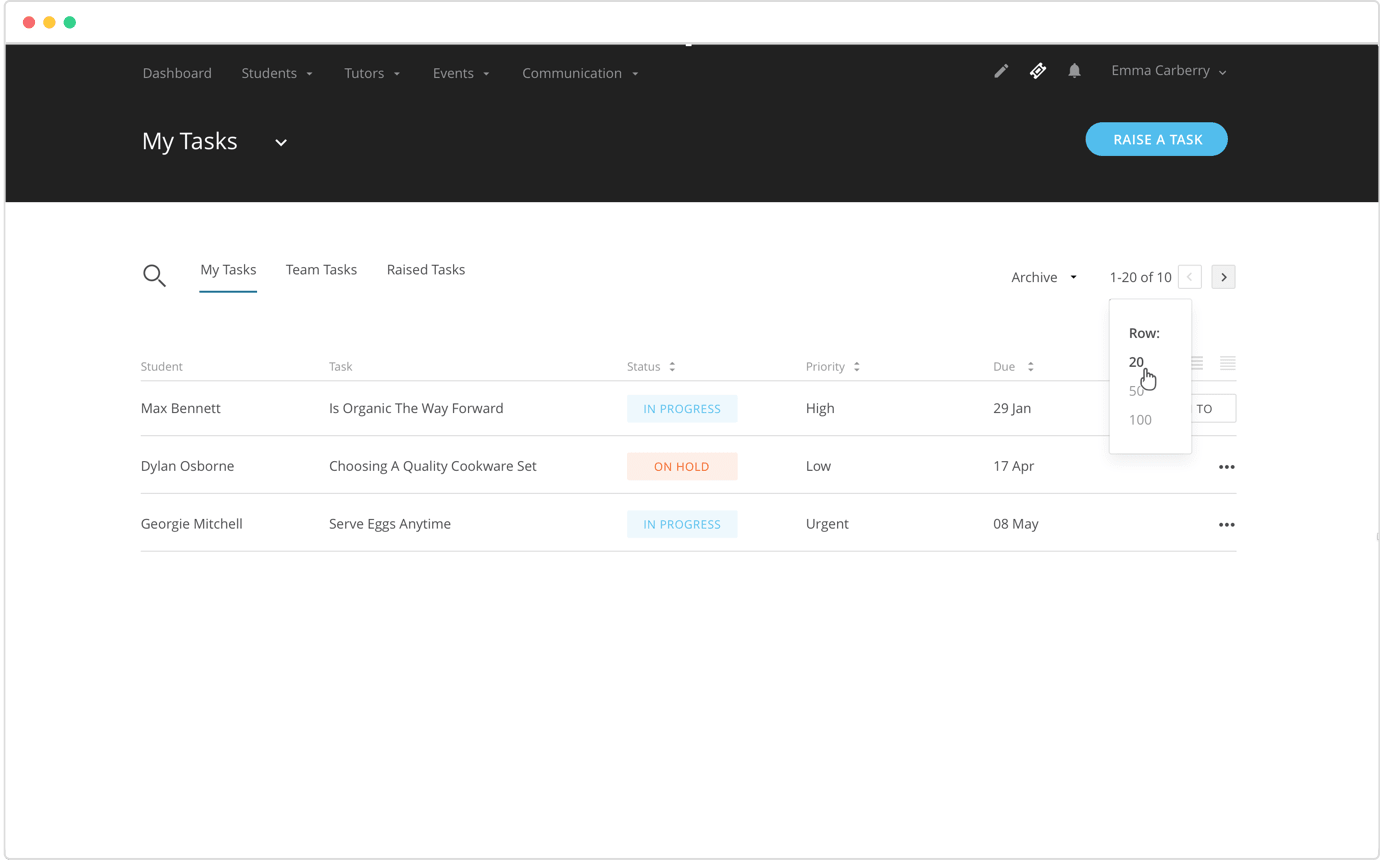 Dashboard Students Tutors Events Communication Emma Carberry
My Tasks RAISE A TASK
My Tasks Team Tasks Raised Tasks Archive 1-20 of 10
Row:
20
50
100
Student Task Status Priority Due
Max Bennett Is Organic The Way Forward IN PROGRESS High 29 Jan TO
Dylan Osborne Choosing A Quality Cookware Set ON HOLD Low 17 Apr
Georgie Mitchell Serve Eggs Anytime IN PROGRESS Urgent 08 May